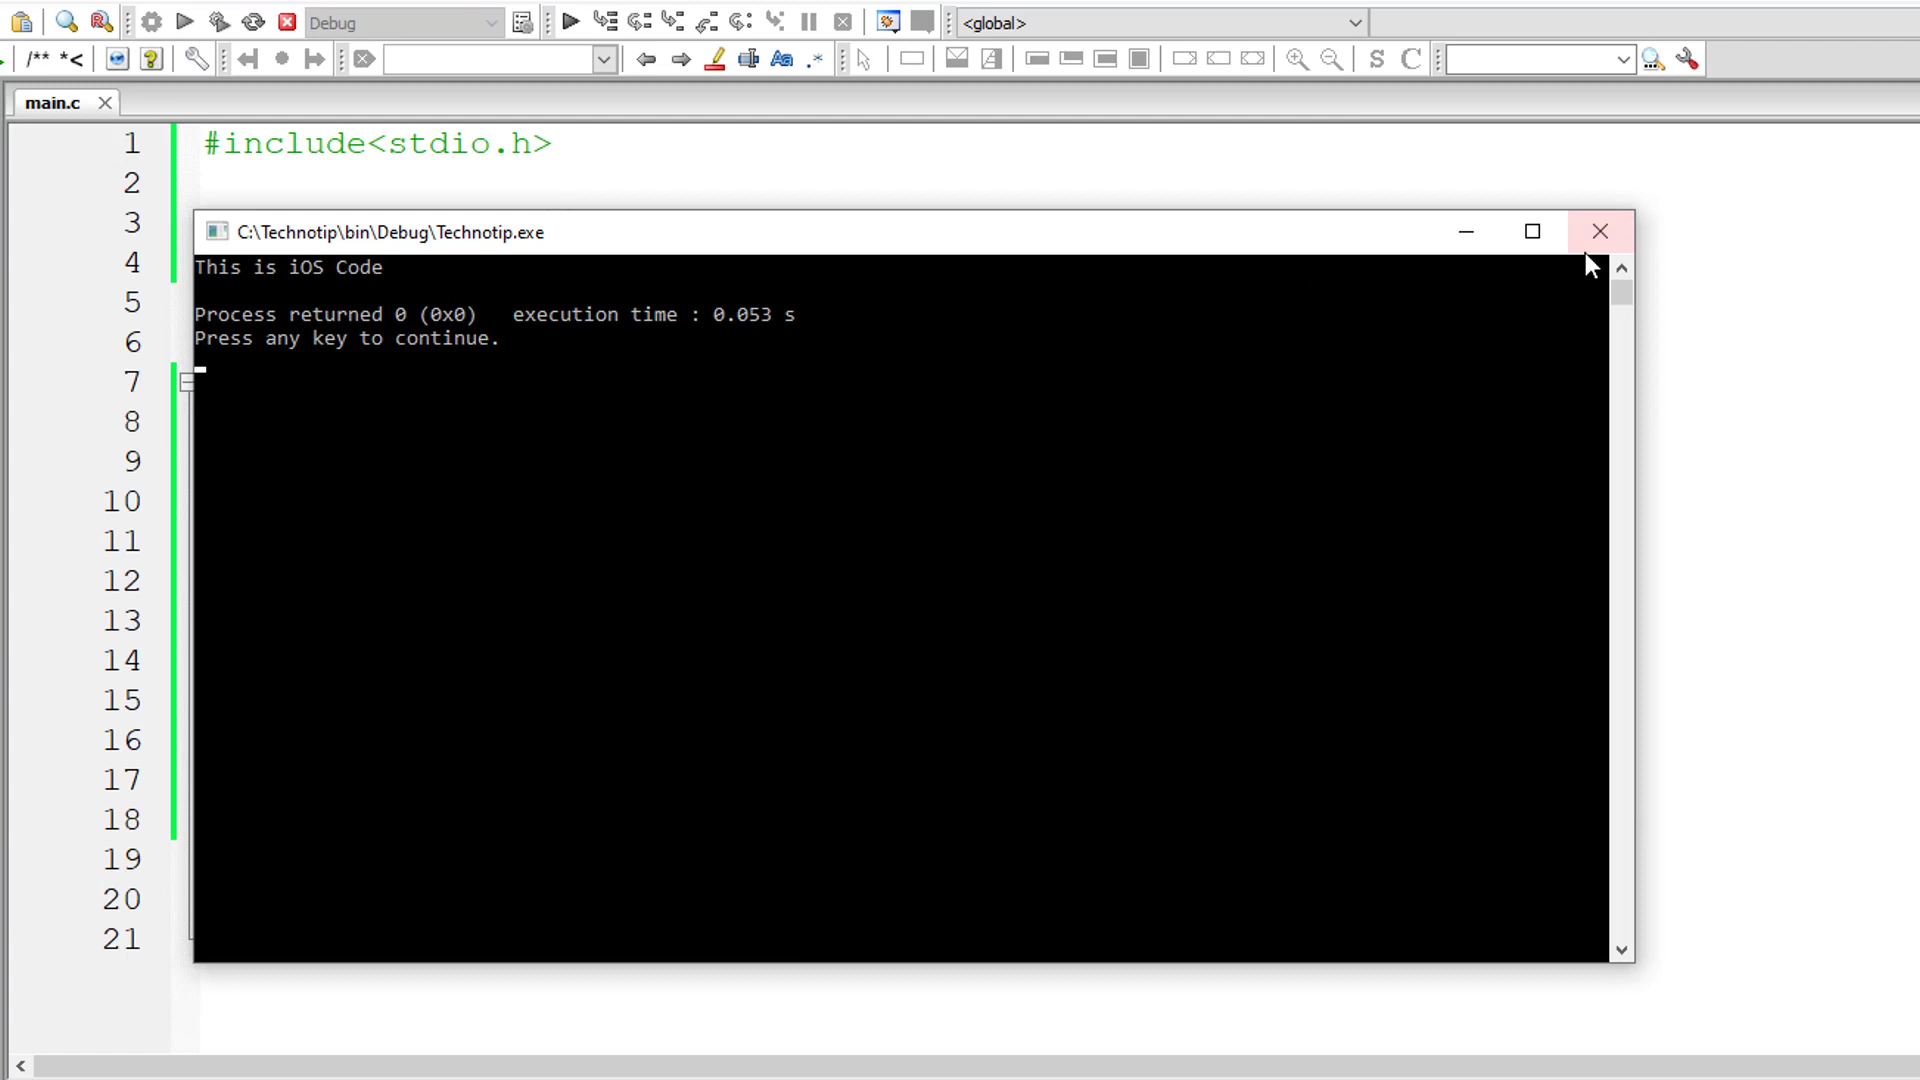 Debug
<global>
/** *<
Aa .*
S C
main.c
1 #include<stdio.h>
2
3
C:\Technotip\bin\Debug\Technotip.exe
4
This is iOS Code
5
Process returned 0 (0x0)   execution time : 0.053 s
6
Press any key to continue.
7
8
9
10
11
12
13
14
15
16
17
18
19
20
21